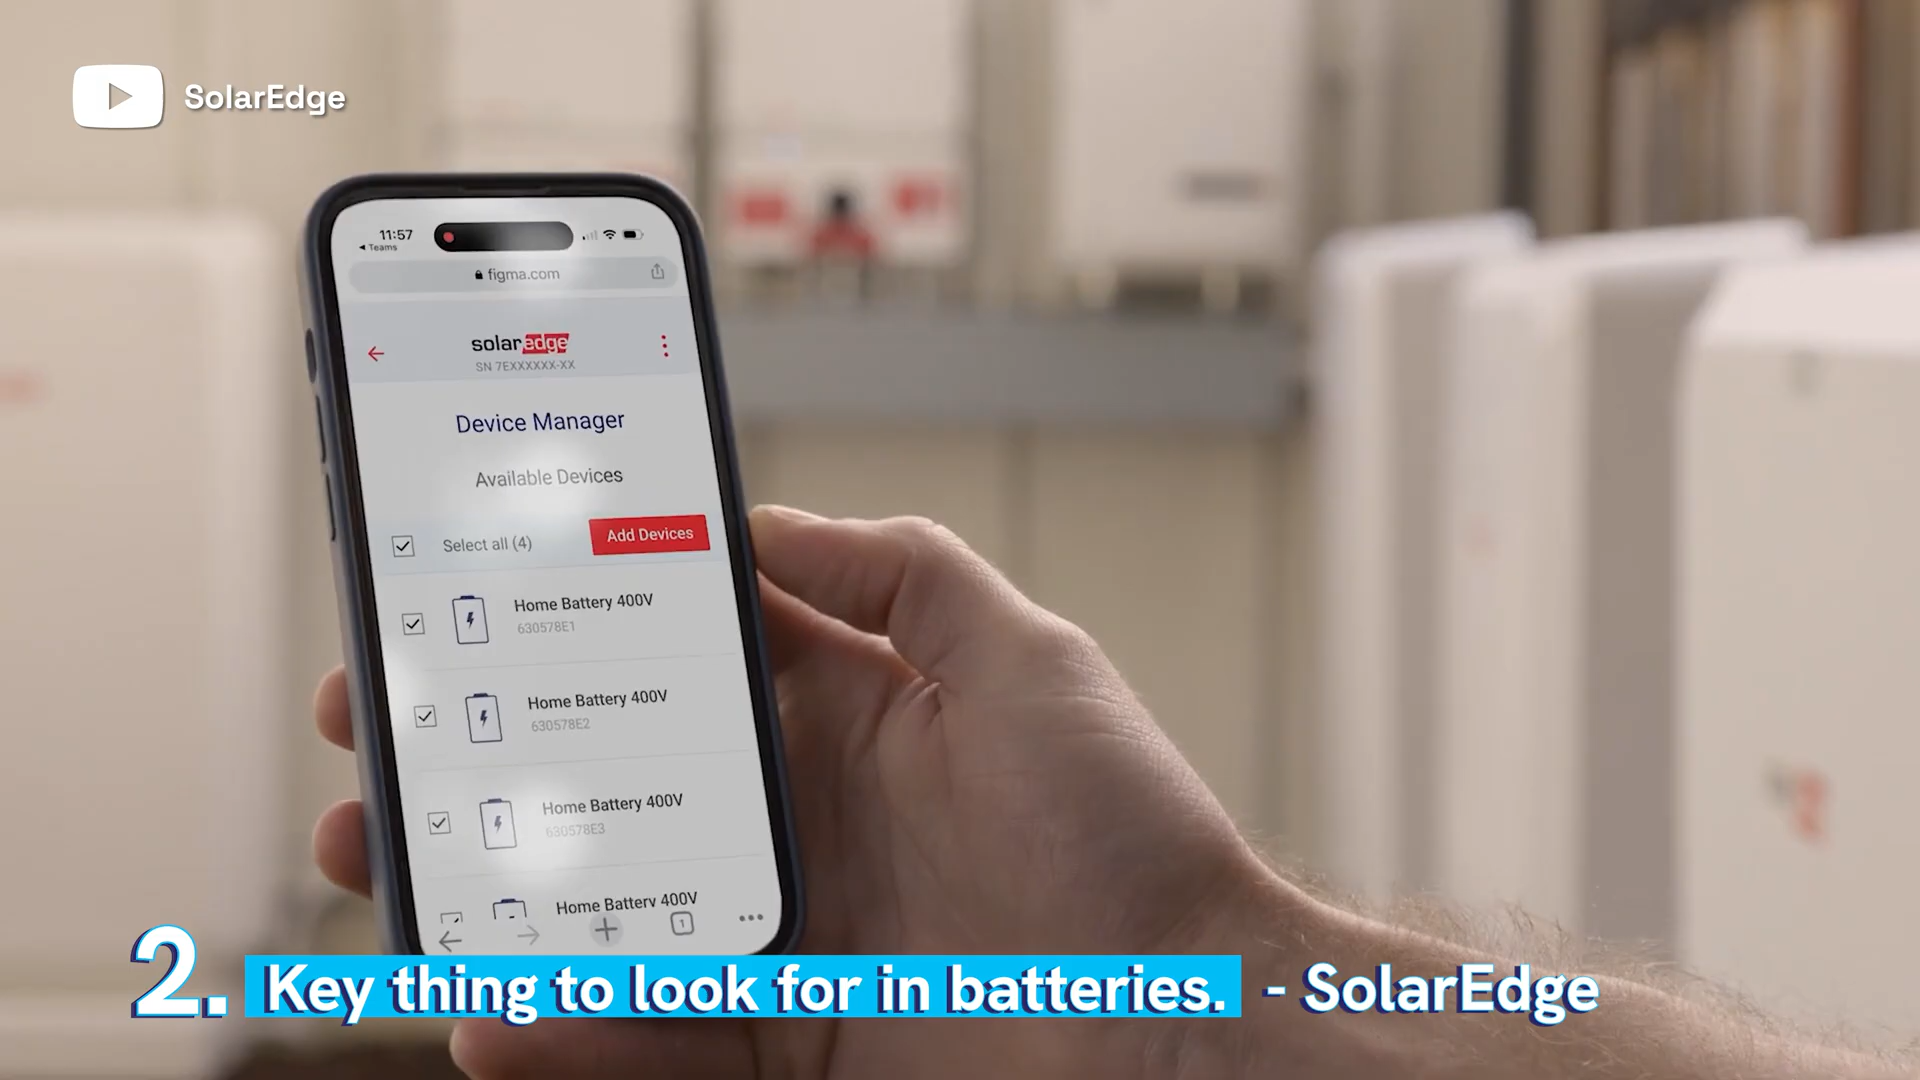 SolarEdge
11:57
Teams
figma.com
solaredge
SN 7EXXXXXX-XX
Device Manager
Available Devices
Select all (4)
Add Devices
Home Battery 400V
630578E1
Home Battery 400V
630578E2
Home Battery 400V
630578E3
Home Battery 400V
1
2. Key thing to look for in batteries. - SolarEdge